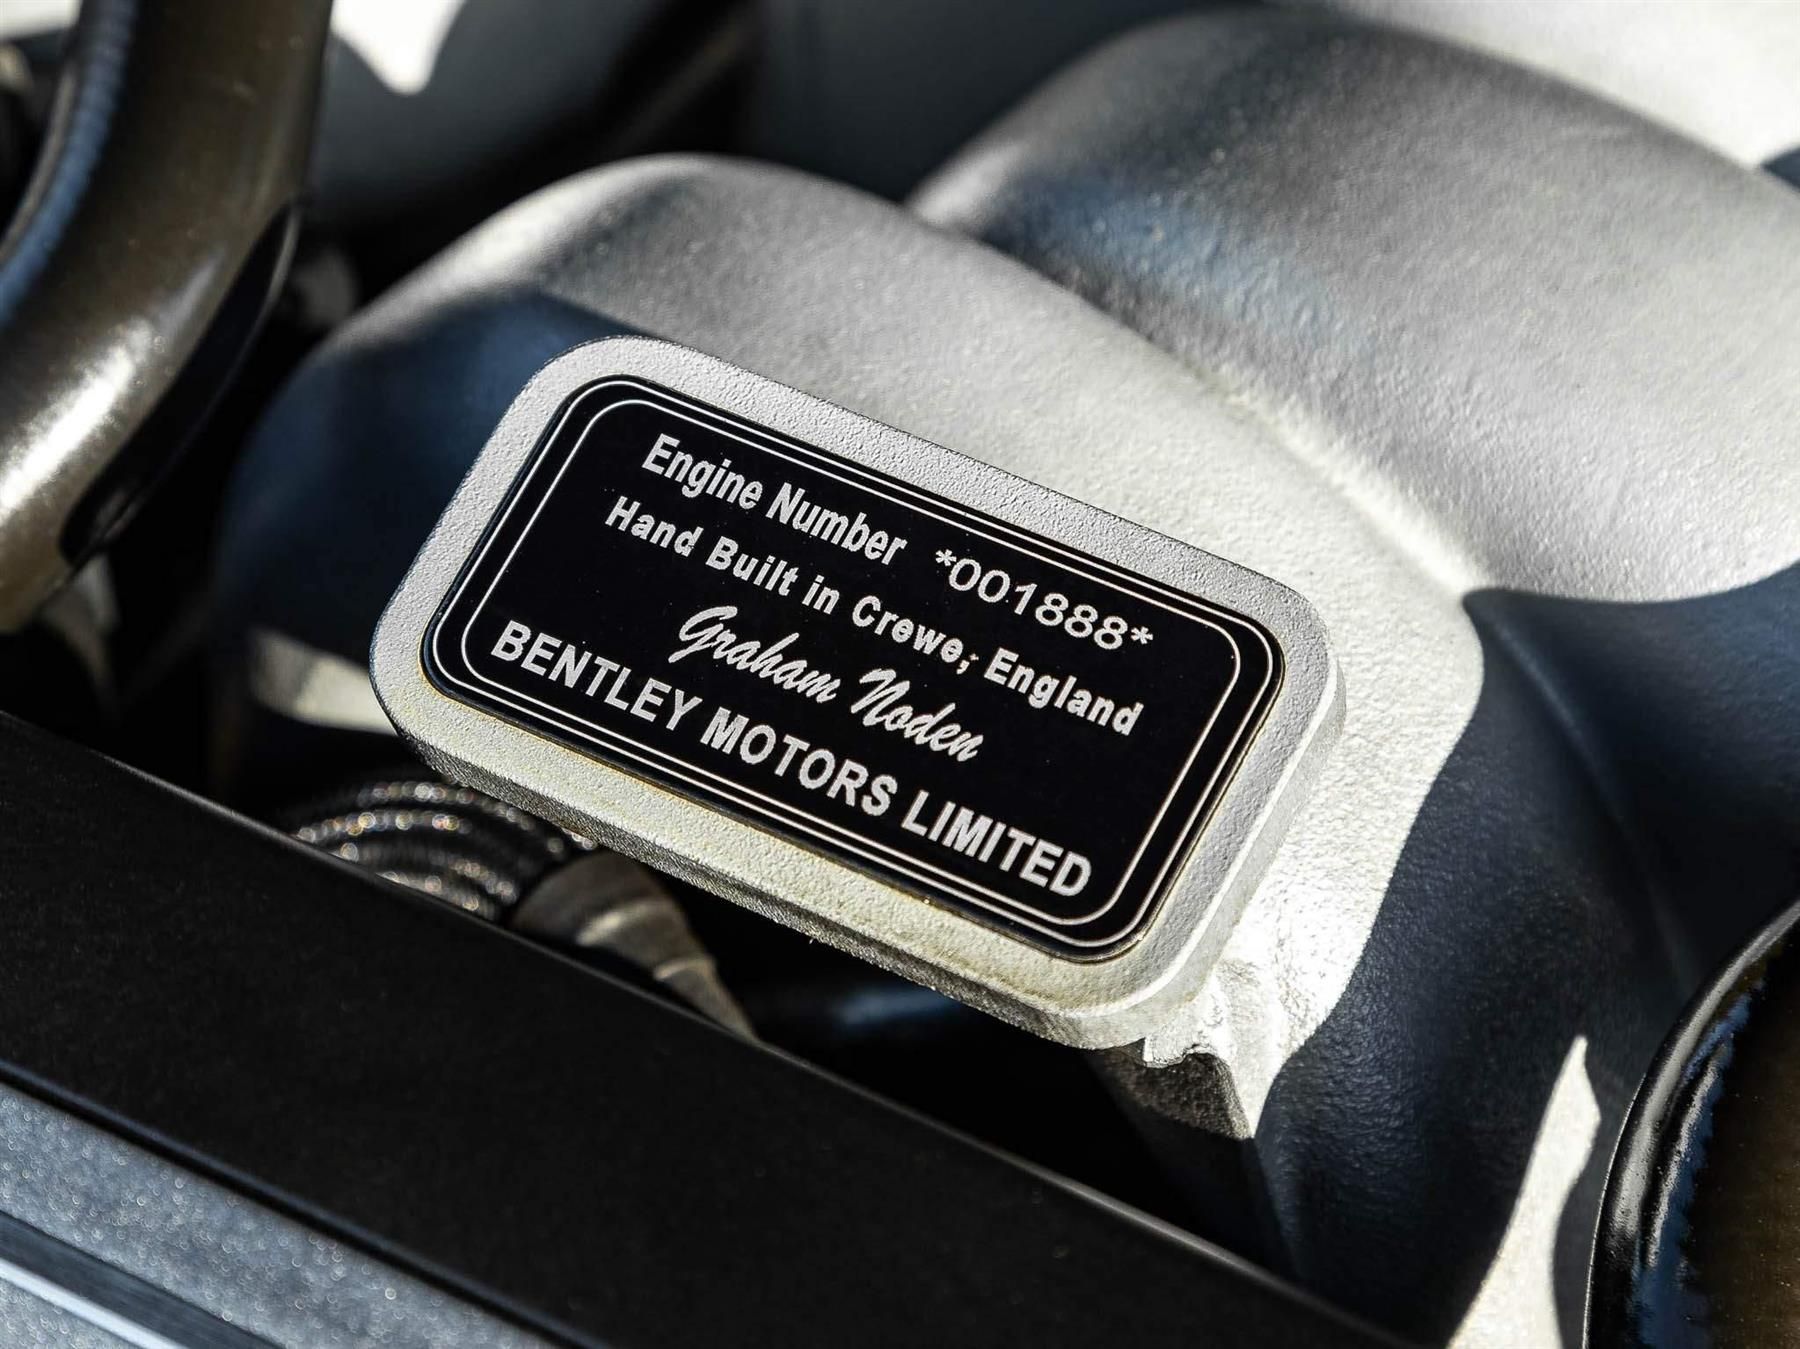 Engine Number *001888*
Hand Built in Crewe, England
Graham Noden
BENTLEY MOTORS LIMITED